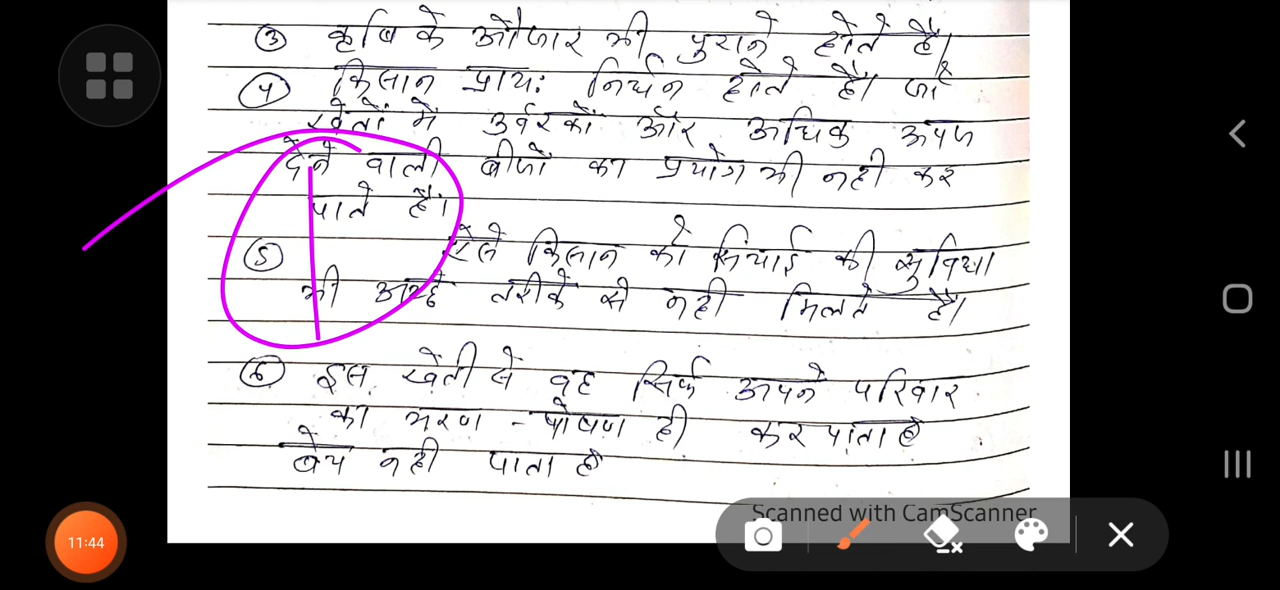 ③ कृषि के औजार भी पुराने होते हैं।
④ किसान प्रायः निर्धन होते हैं। जो
खेतों में उर्वरकों और अधिक ऊपज
देने वाली बीजों का प्रयोग भी नही कर
पाते हैं।
⑤ ऐसे किसान को सिंचाई की सुविधा
भी अच्छे तरीके से नही मिलते है।
⑥ इस खेती से वह सिर्फ अपने परिवार
का भरण - पोषण ही कर पाता है
बेच नही पाता है
Scanned with CamScanner
11:44